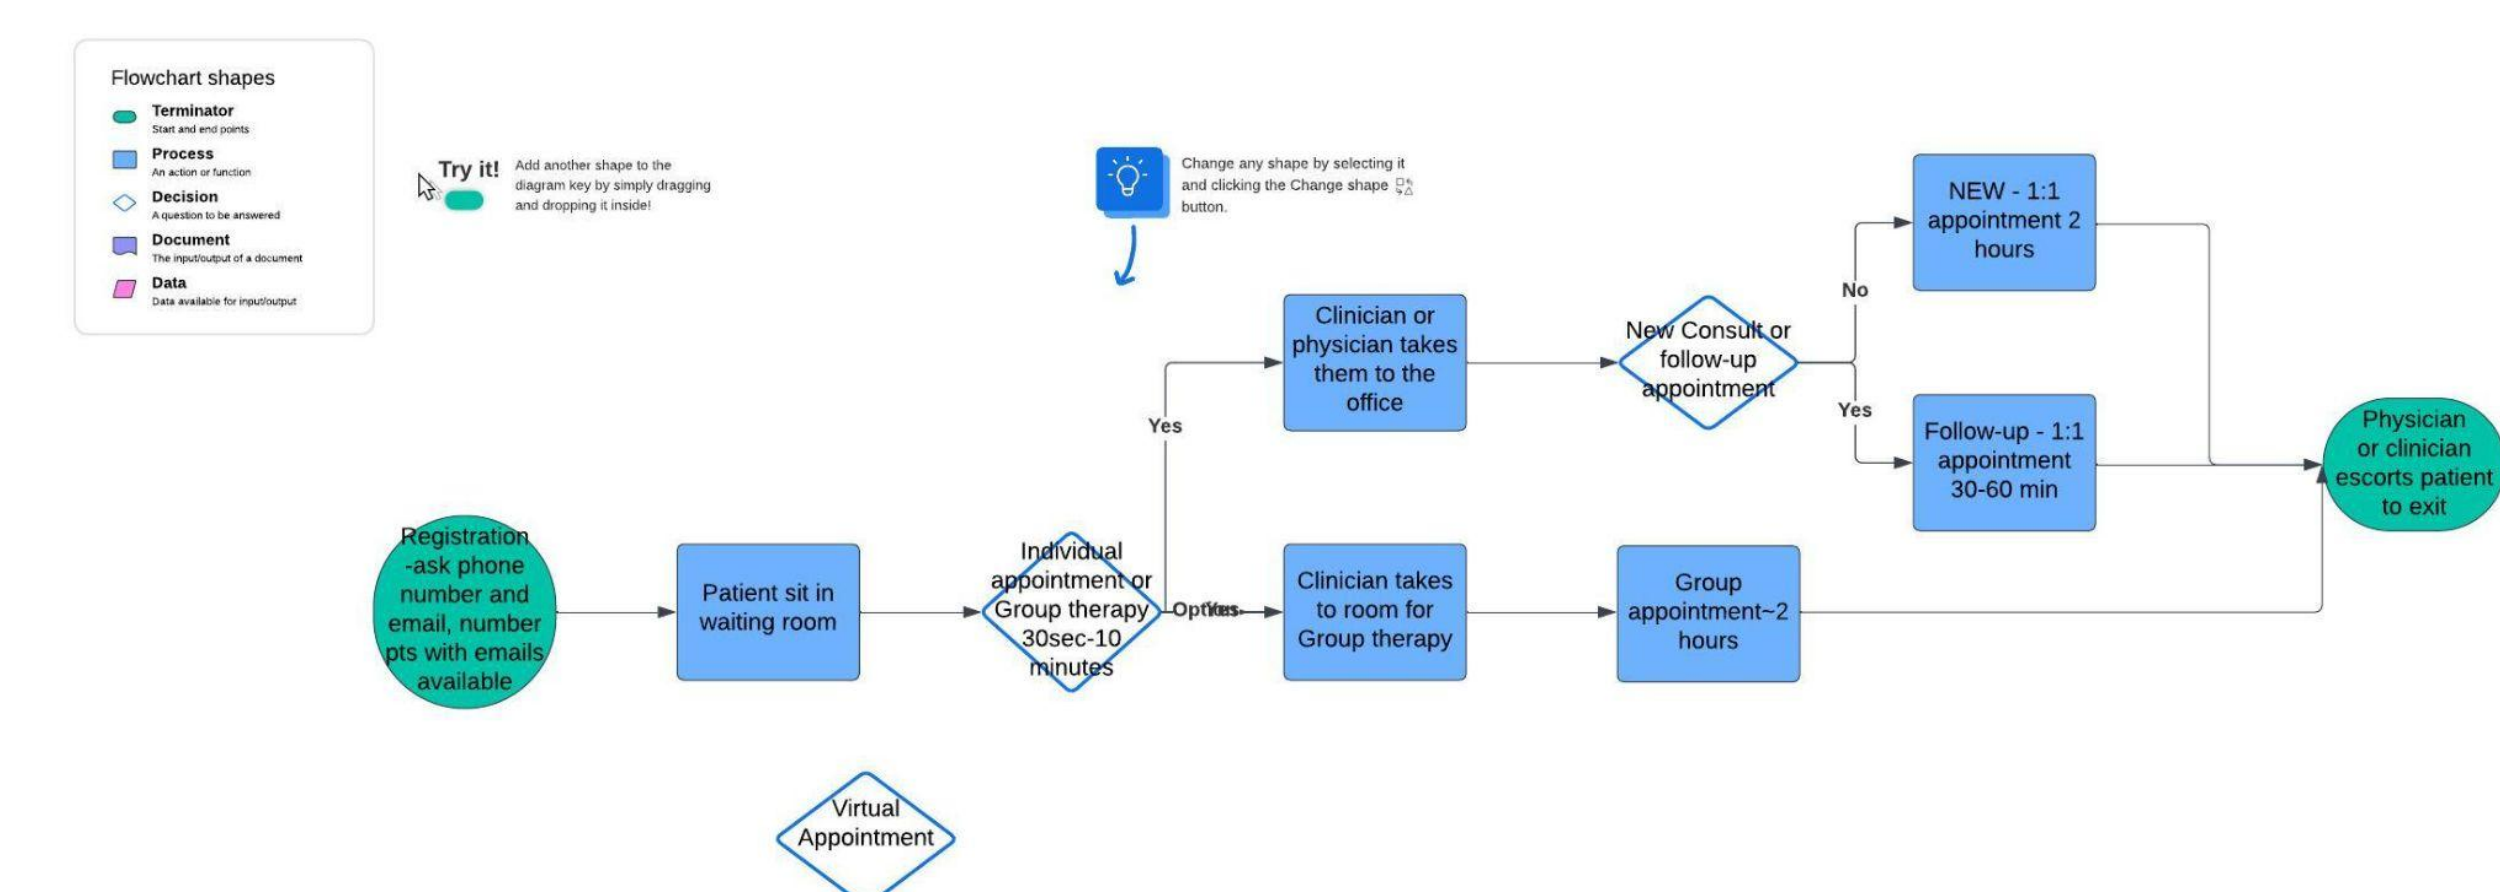 Flowchart shapes
Terminator
Start and end points
Process
An action or function
Decision
A question to be answered
Document
The input/output of a document
Data
Data available for input/output
Try it!
Add another shape to the
diagram key by simply dragging
and dropping it inside!
Change any shape by selecting it
and clicking the Change shape
button.
Registration
-ask phone
number and
email, number
pts with emails
available
Patient sit in
waiting room
Individual
appointment or
Group therapy
30sec-10
minutes
Yes
Yes
Clinician or
physician takes
them to the
office
New Consult or
follow-up
appointment
No
Yes
NEW - 1:1
appointment 2
hours
Follow-up - 1:1
appointment
30-60 min
Clinician takes
to room for
Group therapy
Group
appointment~2
hours
Physician
or clinician
escorts patient
to exit
Virtual
Appointment